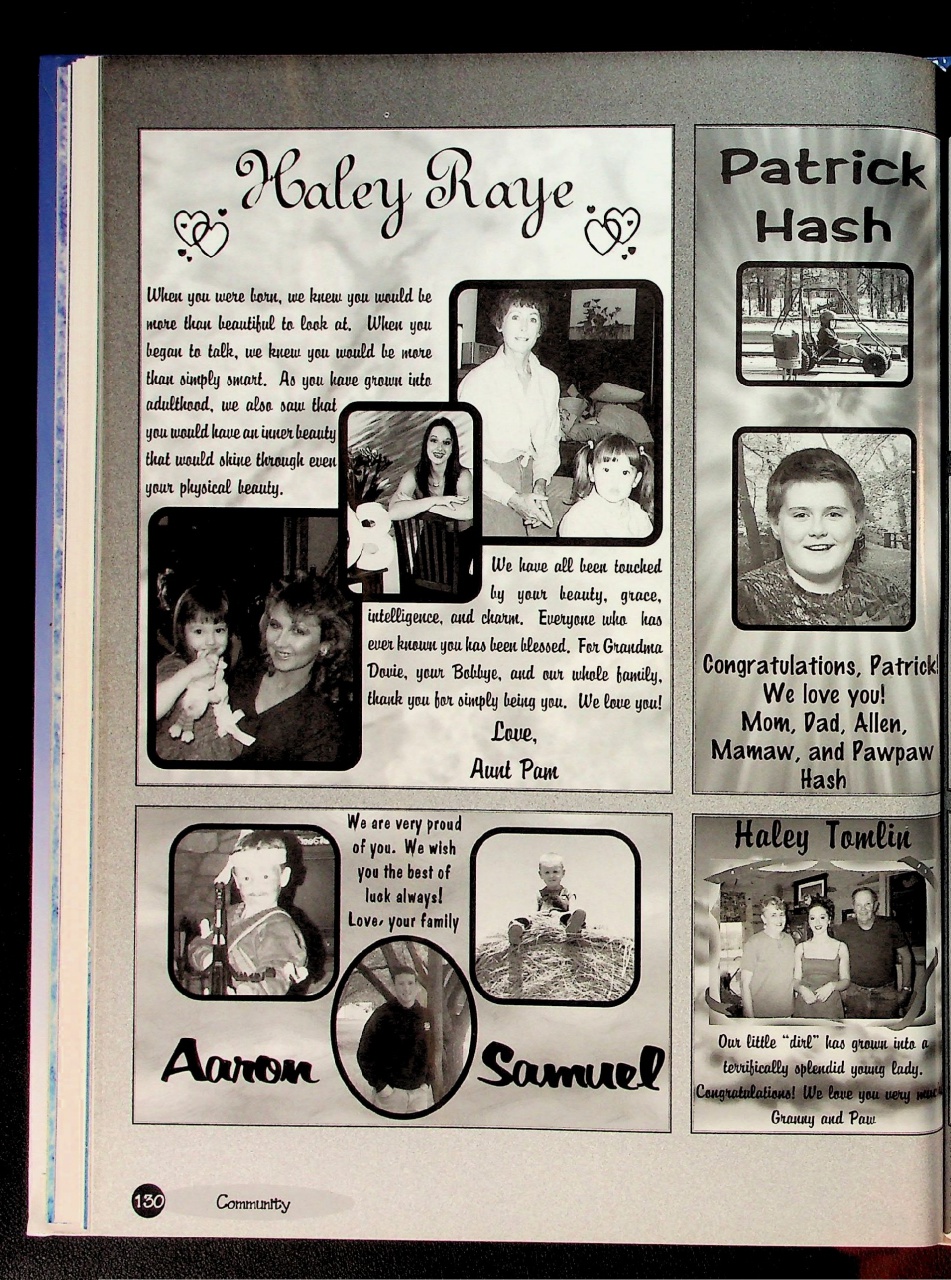 Haley Raye
When you were born, we knew you would be
more than beautiful to look at. When you
began to talk, we knew you would be more
than simply smart. As you have grown into
adulthood, we also saw that
you would have an inner beauty
that would shine through even
your physical beauty.
We have all been touched
by your beauty, grace,
intelligence, and charm. Everyone who has
ever known you has been blessed. For Grandma
Dovie, your Bobbye, and our whole family,
thank you for simply being you. We love you!
Love,
Aunt Pam
Patrick
Hash
Congratulations, Patrick
We love you!
Mom, Dad, Allen,
Mamaw, and Pawpaw
Hash
We are very proud
of you. We wish
you the best of
luck always!
Love, your family
Aaron Samuel
Haley Tomlin
Our little "dirl" has grown into a
terrifically splendid young lady.
Congratulations! We love you very
Granny and Paw
130 Community